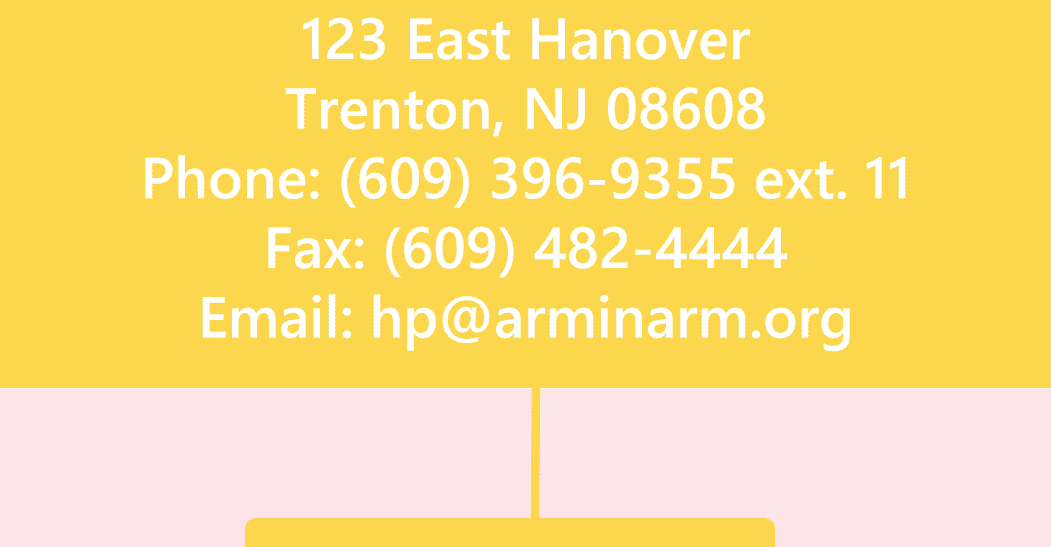 123 East Hanover
Trenton, NJ 08608
Phone: (609) 396-9355 ext. 11
Fax: (609) 482-4444
Email: hp@arminarm.org